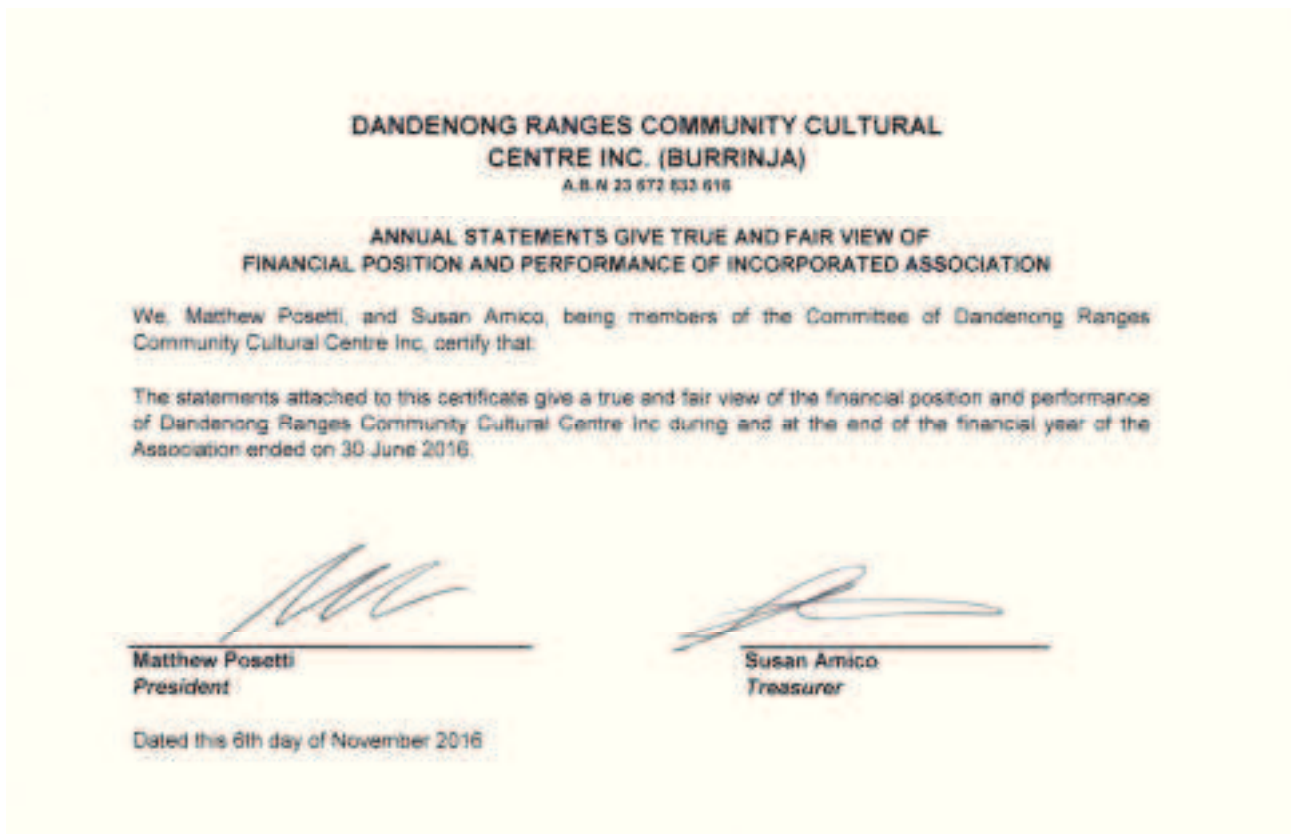 DANDENONG RANGES COMMUNITY CULTURAL
CENTRE INC. (BURRINJA)
A.B.N 23 672 833 616
ANNUAL STATEMENTS GIVE TRUE AND FAIR VIEW OF
FINANCIAL POSITION AND PERFORMANCE OF INCORPORATED ASSOCIATION
We, Matthew Posetti, and Susan Amico, being members of the Committee of Dandenong Ranges
Community Cultural Centre Inc, certify that:
The statements attached to this certificate give a true and fair view of the financial position and performance
of Dandenong Ranges Community Cultural Centre Inc during and at the end of the financial year of the
Association ended on 30 June 2016.
Matthew Posetti
President
Susan Amico
Treasurer
Dated this 6th day of November 2016